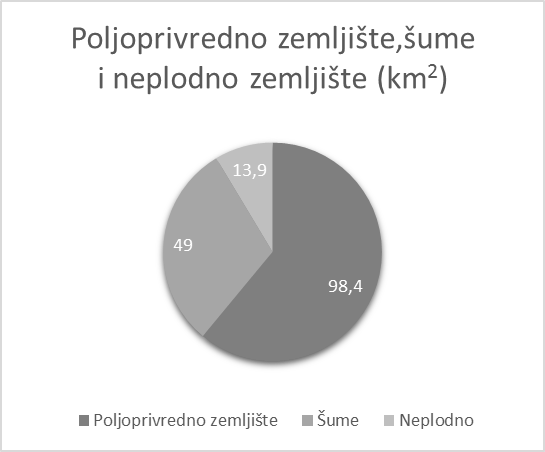 Poljoprivredno zemljište,šume
i neplodno zemljište (km²)
13,9
49
98,4
Poljoprivredno zemljište
Šume
Neplodno